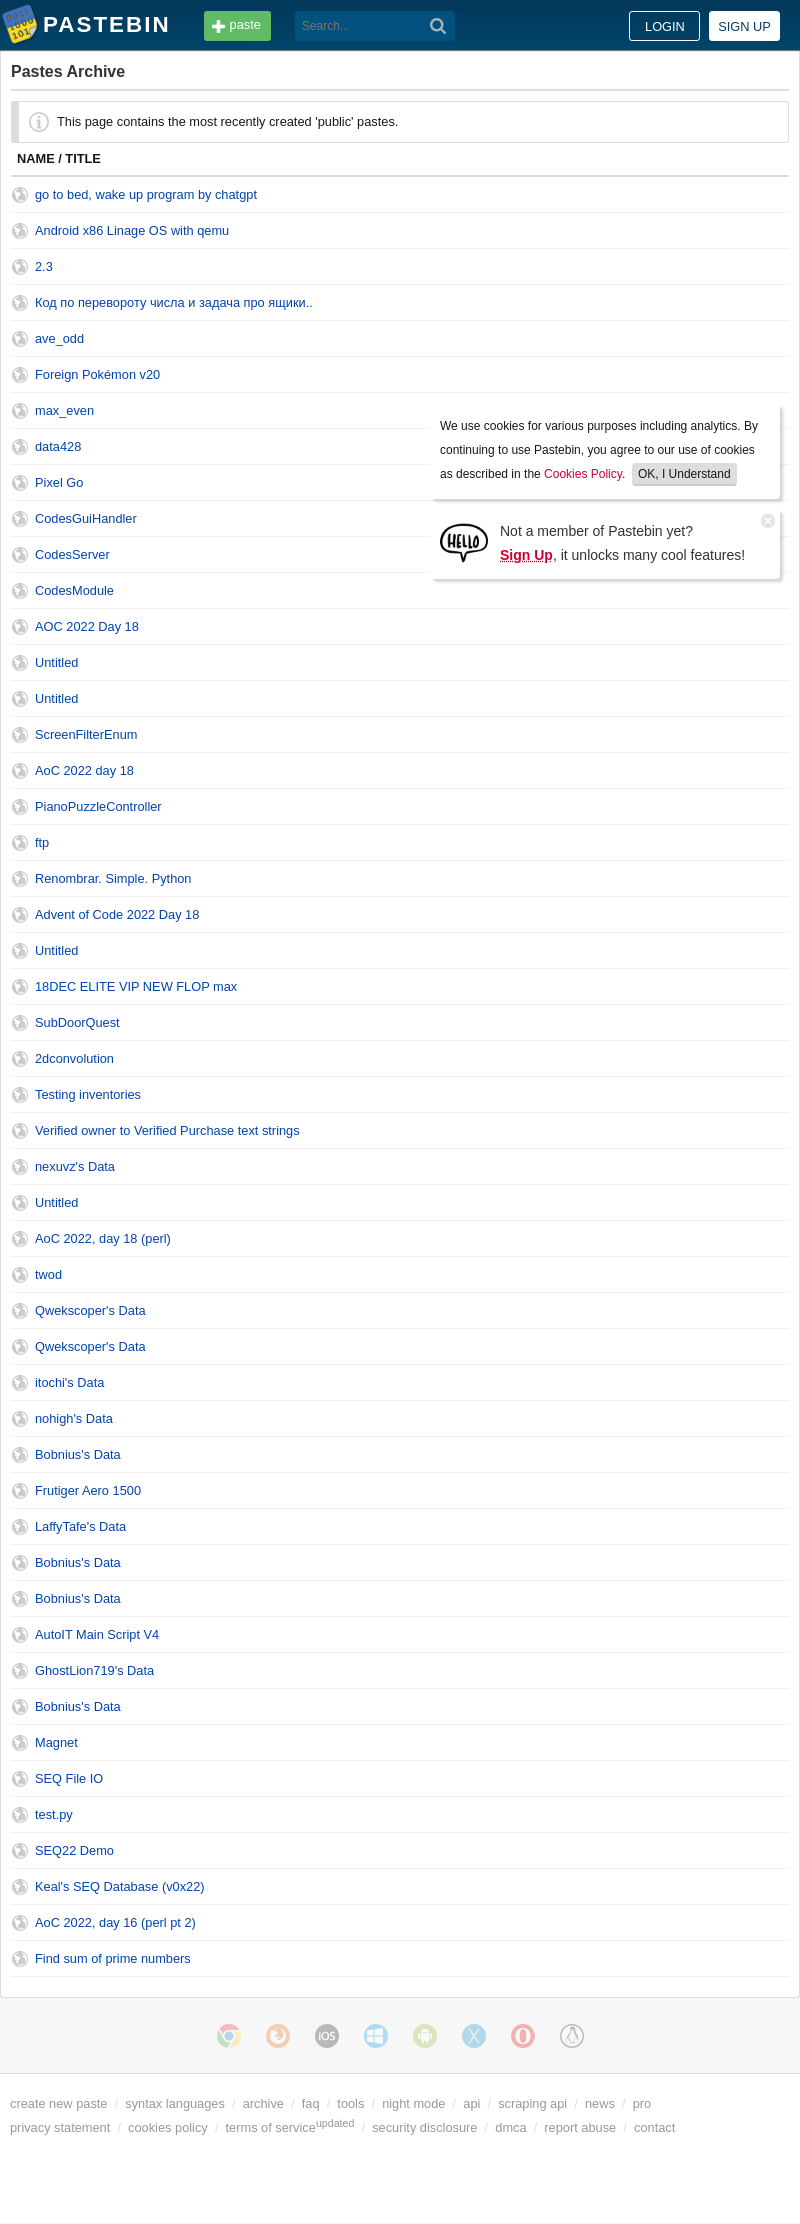 PASTEBIN paste Search... LOGIN SIGN UP
Pastes Archive
This page contains the most recently created 'public' pastes.
NAME / TITLE
go to bed, wake up program by chatgpt
Android x86 Linage OS with qemu
2.3
Код по перевороту числа и задача про ящики..
ave_odd
Foreign Pokémon v20
max_even
data428
Pixel Go
CodesGuiHandler
CodesServer
CodesModule
We use cookies for various purposes including analytics. By
continuing to use Pastebin, you agree to our use of cookies
as described in the Cookies Policy. OK, I Understand
HELLO
Not a member of Pastebin yet?
Sign Up, it unlocks many cool features!
AOC 2022 Day 18
Untitled
Untitled
ScreenFilterEnum
AoC 2022 day 18
PianoPuzzleController
ftp
Renombrar. Simple. Python
Advent of Code 2022 Day 18
Untitled
18DEC ELITE VIP NEW FLOP max
SubDoorQuest
2dconvolution
Testing inventories
Verified owner to Verified Purchase text strings
nexuvz's Data
Untitled
AoC 2022, day 18 (perl)
twod
Qwekscoper's Data
Qwekscoper's Data
itochi's Data
nohigh's Data
Bobnius's Data
Frutiger Aero 1500
LaffyTafe's Data
Bobnius's Data
Bobnius's Data
AutoIT Main Script V4
GhostLion719's Data
Bobnius's Data
Magnet
SEQ File IO
test.py
SEQ22 Demo
Keal's SEQ Database (v0x22)
AoC 2022, day 16 (perl pt 2)
Find sum of prime numbers
iOS
create new paste / syntax languages / archive / faq / tools / night mode / api / scraping api / news / pro
privacy statement / cookies policy / terms of serviceupdated / security disclosure / dmca / report abuse / contact